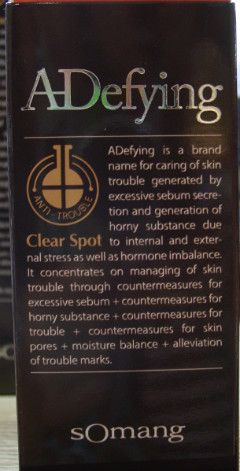 ADefying
ANTI-TROUBLE
Clear Spot
ADefying is a brand
name for caring of skin
trouble generated by
excessive sebum secre-
tion and generation of
horny substance due
to internal and exter-
nal stress as well as hormone imbalance.
It concentrates on managing of skin
trouble through countermeasures for
excessive sebum + countermeasures for
horny substance + countermeasures for
trouble + countermeasures for skin
pores + moisture balance + alleviation
of trouble marks.
sOmang